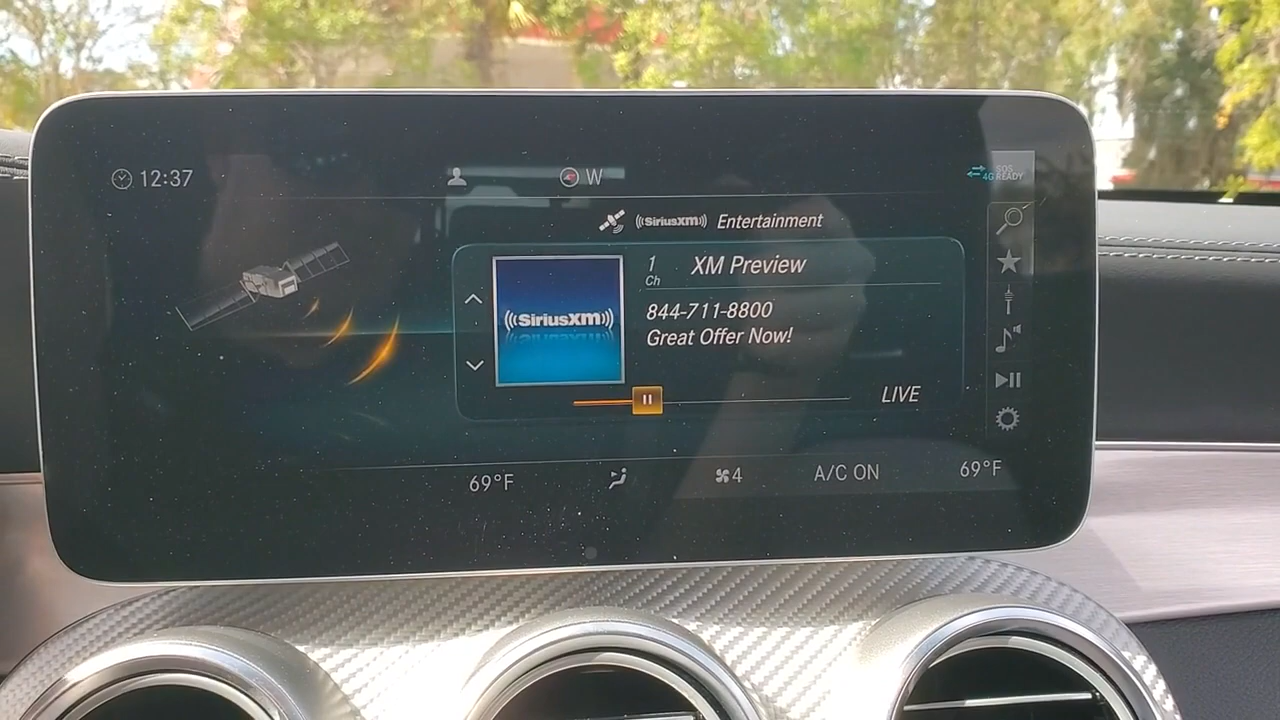 12:37
W
SOS
4G READY
((SiriusXM)) Entertainment
1
Ch
XM Preview
((SiriusXM))
844-711-8800
Great Offer Now!
LIVE
69°F
4
A/C ON
69°F